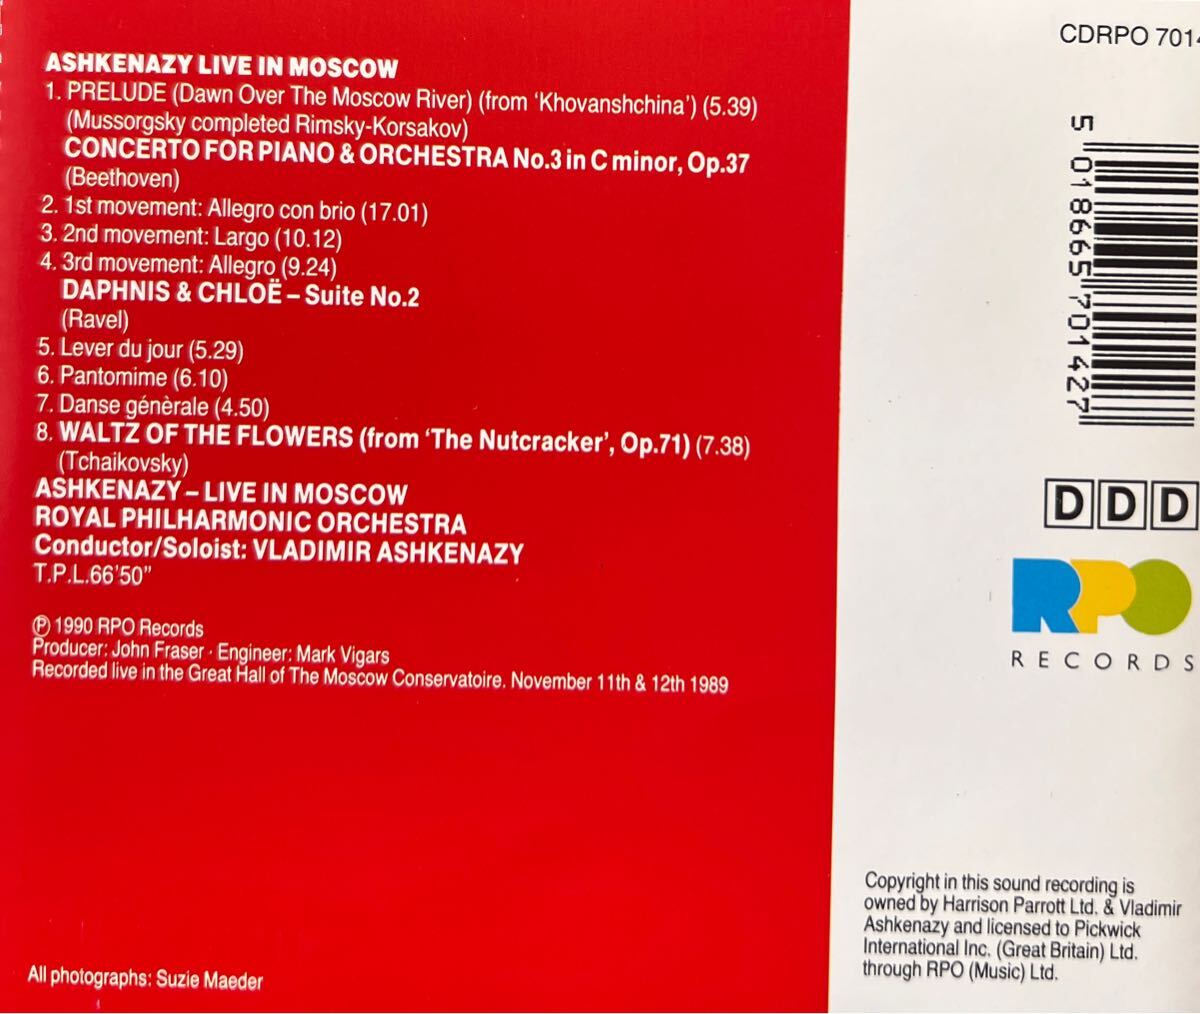 ASHKENAZY LIVE IN MOSCOW
1. PRELUDE (Dawn Over The Moscow River) (from ‘Khovanshchina’) (5.39)
(Mussorgsky completed Rimsky-Korsakov)
CONCERTO FOR PIANO & ORCHESTRA No.3 in C minor, Op.37
(Beethoven)
2. 1st movement: Allegro con brio (17.01)
3. 2nd movement: Largo (10.12)
4. 3rd movement: Allegro (9.24)
DAPHNIS & CHLOË – Suite No.2
(Ravel)
5. Lever du jour (5.29)
6. Pantomime (6.10)
7. Danse génèrale (4.50)
8. WALTZ OF THE FLOWERS (from ‘The Nutcracker’, Op.71) (7.38)
(Tchaikovsky)
ASHKENAZY – LIVE IN MOSCOW
ROYAL PHILHARMONIC ORCHESTRA
Conductor/Soloist: VLADIMIR ASHKENAZY
T.P.L.66'50"
℗ 1990 RPO Records
Producer: John Fraser · Engineer: Mark Vigars
Recorded live in the Great Hall of The Moscow Conservatoire. November 11th & 12th 1989
All photographs: Suzie Maeder
CDRPO 7014
5 018665 701427
DDD
RPO
RECORDS
Copyright in this sound recording is
owned by Harrison Parrott Ltd. & Vladimir
Ashkenazy and licensed to Pickwick
International Inc. (Great Britain) Ltd.
through RPO (Music) Ltd.